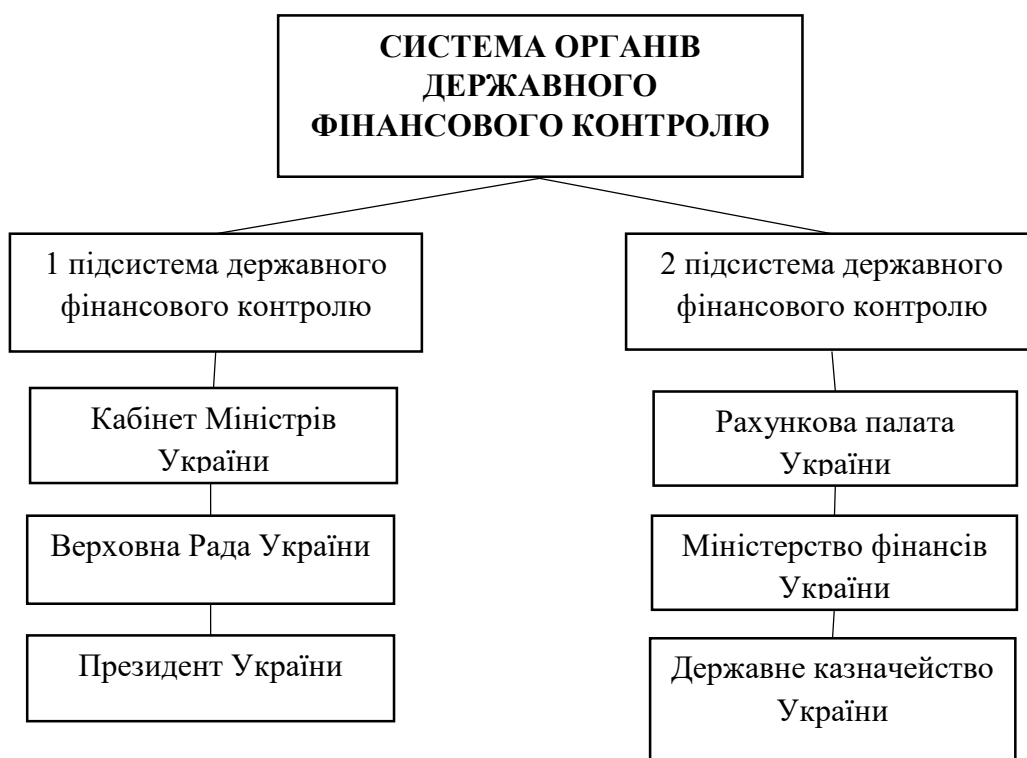 СИСТЕМА ОРГАНІВ
ДЕРЖАВНОГО
ФІНАНСОВОГО КОНТРОЛЮ
1 підсистема державного
фінансового контролю
2 підсистема державного
фінансового контролю
Кабінет Міністрів
України
Рахункова палата
України
Верховна Рада України
Міністерство фінансів
України
Президент України
Державне казначейство
України